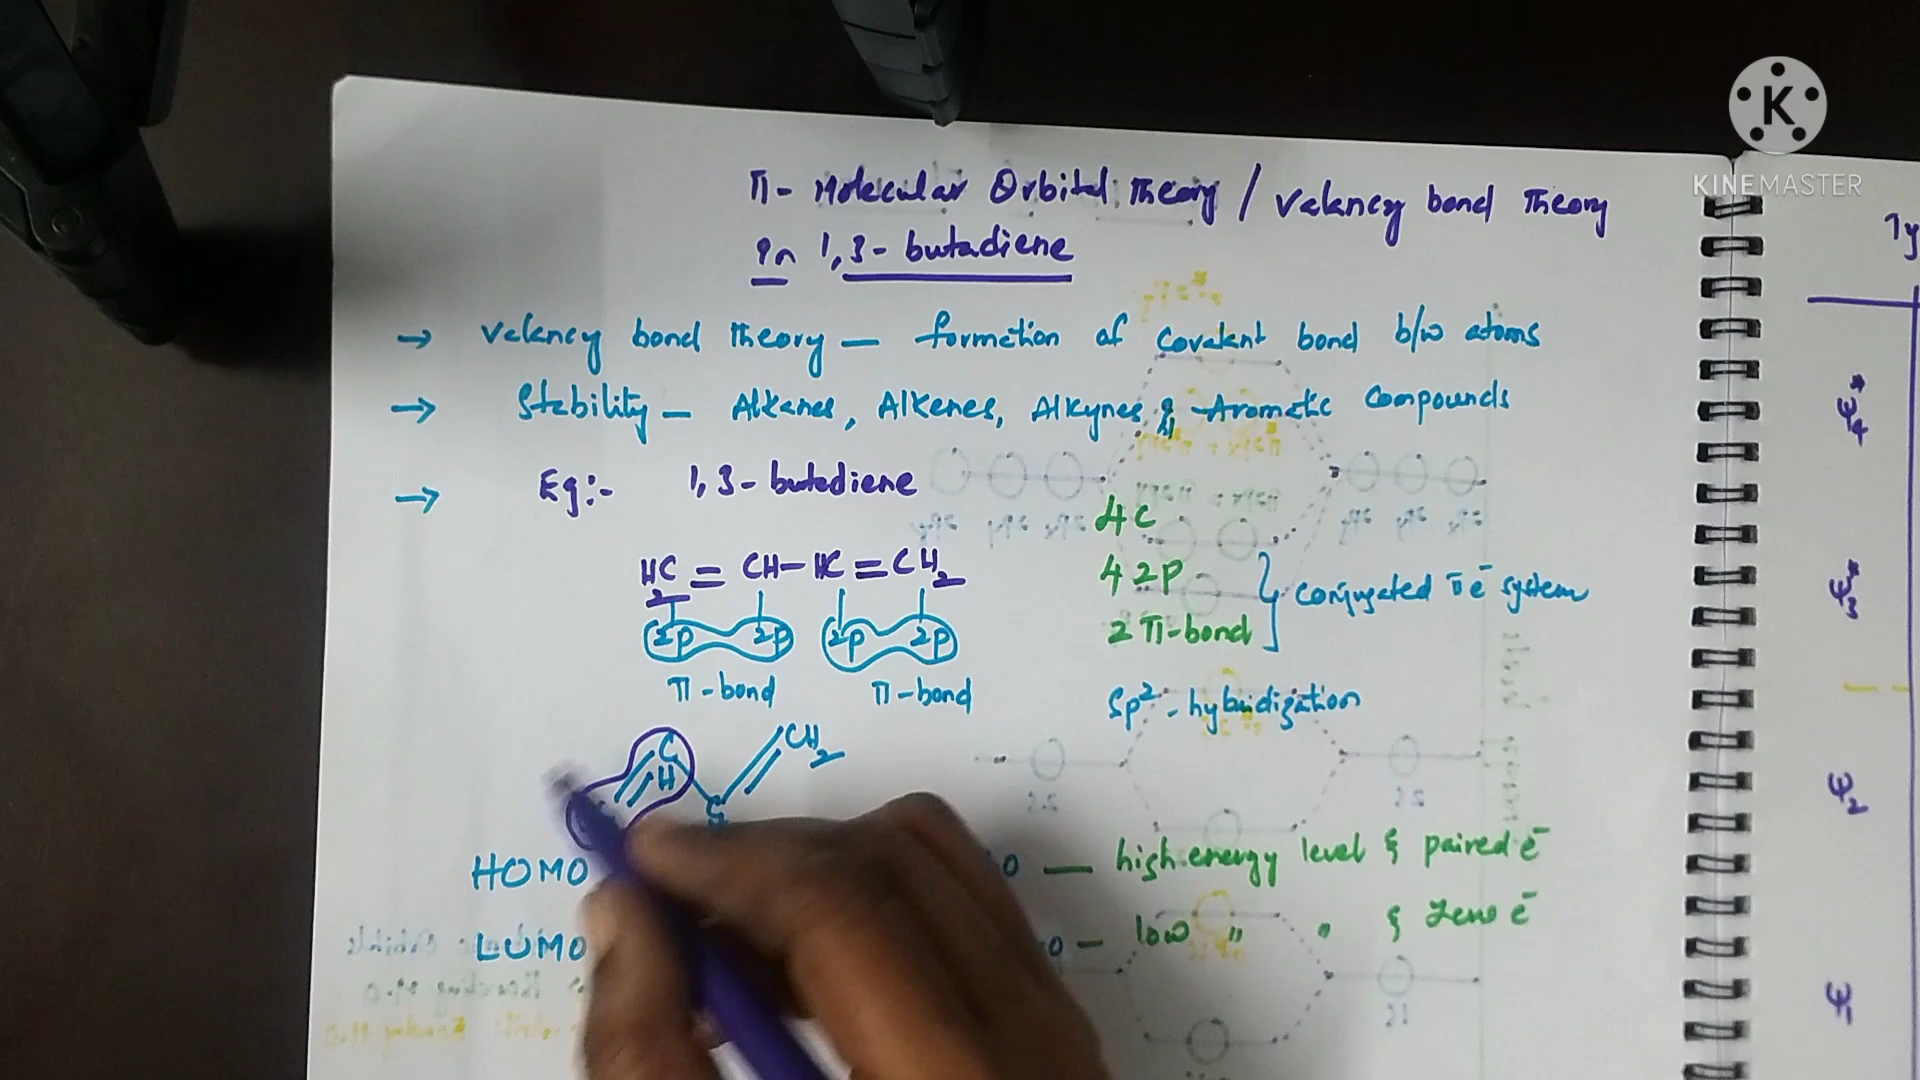 K
KINEMASTER
π- Molecular Orbital Theory / Valency bond Theory
in 1,3- butadiene
→ Valency bond Theory — formation of Covalent bond b/w atoms
→ Stability — Alkanes, Alkenes, Alkynes & Aromatic Compounds
→ Eg:- 1,3- butadiene
4C
H₂C = CH - HC = CH₂
4 2P
conjugated πē system
2P 2P 2P 2P
2 π-bond
π-bond π-bond
Sp²- hybridization
C
H
CH₂
HOMO — high energy level & paired ē
LUMO — low " " & zero ē
ψ₄*
ψ₃*
ψ₂
ψ₁